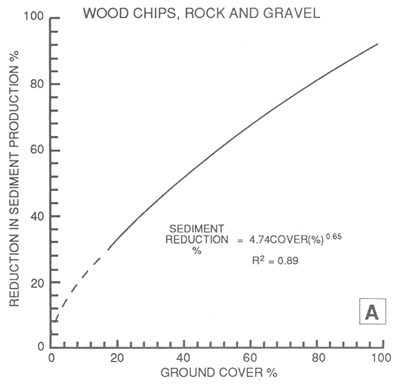 WOOD CHIPS, ROCK AND GRAVEL
REDUCTION IN SEDIMENT PRODUCTION %
100
80
60
40
20
0
SEDIMENT
REDUCTION = 4.74COVER(%)^0.65
%
R² = 0.89
A
0 20 40 60 80 100
GROUND COVER %